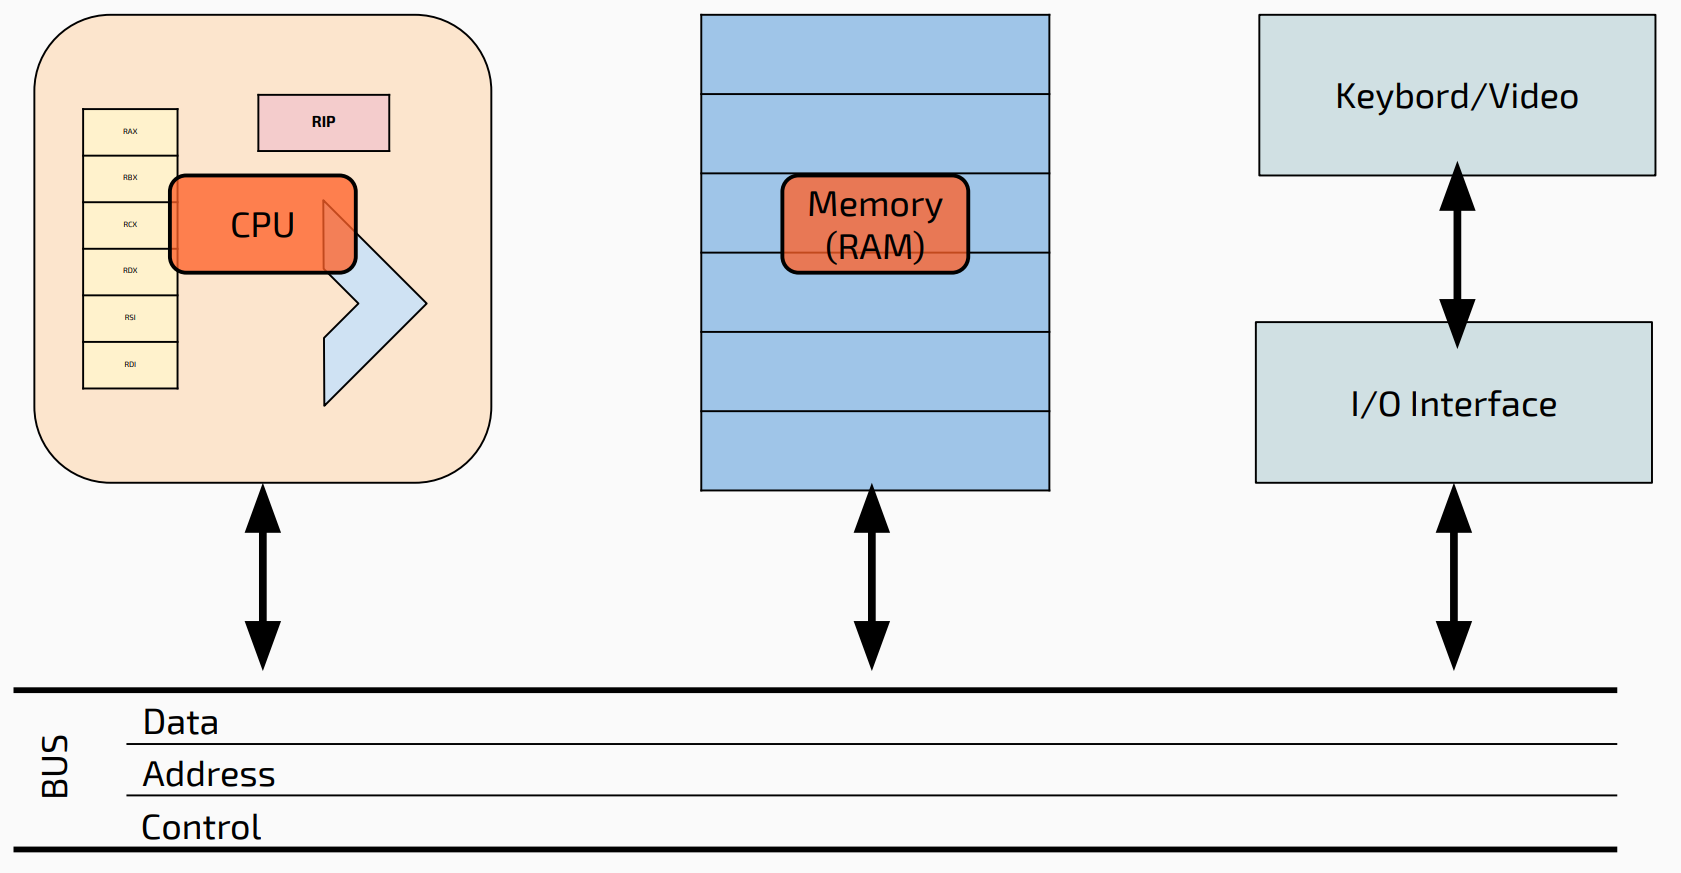 RAX
RBX
RCX
RDX
RSI
RDI
RIP
CPU
Memory
(RAM)
Keybord/Video
I/O Interface
BUS
Data
Address
Control